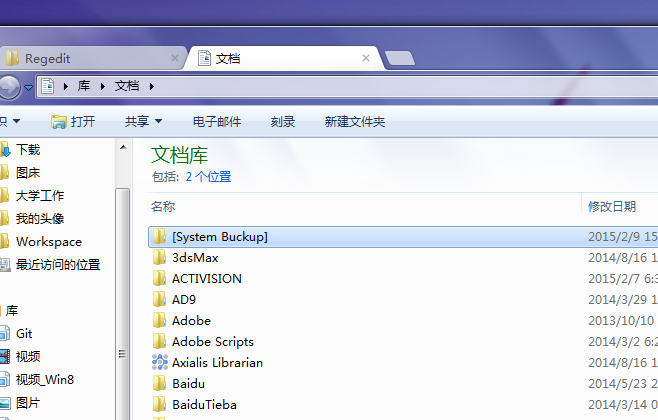 Regedit
文档
库 文档
打开 共享 电子邮件 刻录 新建文件夹
下载
图床
大学工作
我的头像
Workspace
最近访问的位置
库
Git
视频
视频_Win8
图片
文档库
包括: 2 个位置
名称 修改日期
[System Buckup] 2015/2/9 15
3dsMax 2014/8/16 1
ACTIVISION 2015/2/7 6:3
AD9 2014/3/29 1
Adobe 2013/10/10
Adobe Scripts 2014/3/2 6:2
Axialis Librarian 2014/8/16 1
Baidu 2014/5/23 2
BaiduTieba 2014/3/14 0